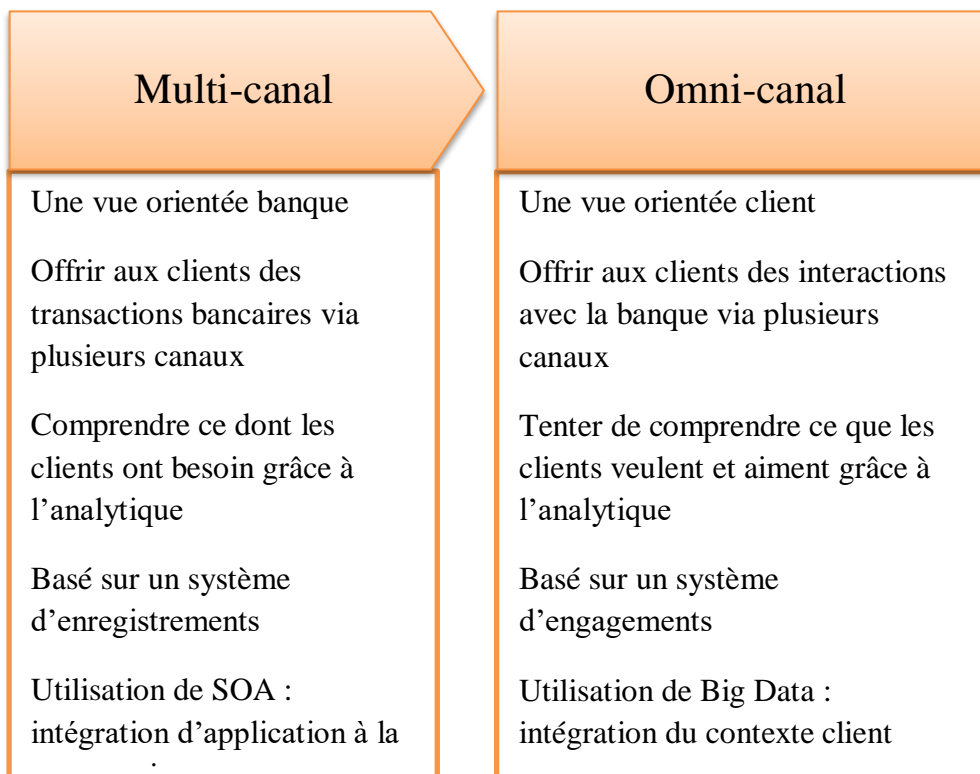 Multi-canal
Une vue orientée banque
Offrir aux clients des
transactions bancaires via
plusieurs canaux
Comprendre ce dont les
clients ont besoin grâce à
l’analytique
Basé sur un système
d’enregistrements
Utilisation de SOA :
intégration d’application à la
Omni-canal
Une vue orientée client
Offrir aux clients des interactions
avec la banque via plusieurs
canaux
Tenter de comprendre ce que les
clients veulent et aiment grâce à
l’analytique
Basé sur un système
d’engagements
Utilisation de Big Data :
intégration du contexte client